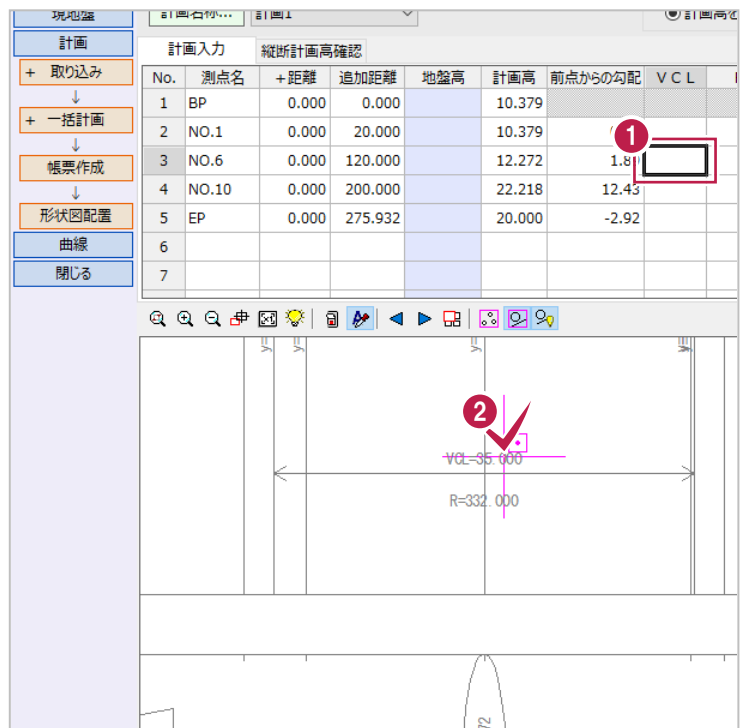 現地盤
計画
+ 取り込み
↓
+ 一括計画
↓
帳票作成
↓
形状図配置
曲線
閉じる
計画名称... 計画1
計画入力 縦断計画高確認
No. 測点名 +距離 追加距離 地盤高 計画高 前点からの勾配 VCL
1 BP 0.000 0.000 10.379
2 NO.1 0.000 20.000 10.379
1
3 NO.6 0.000 120.000 12.272
4 NO.10 0.000 200.000 22.218 12.43
5 EP 0.000 275.932 20.000 -2.92
6
7
y= y= y=
2
VCL=35.000
R=332.000